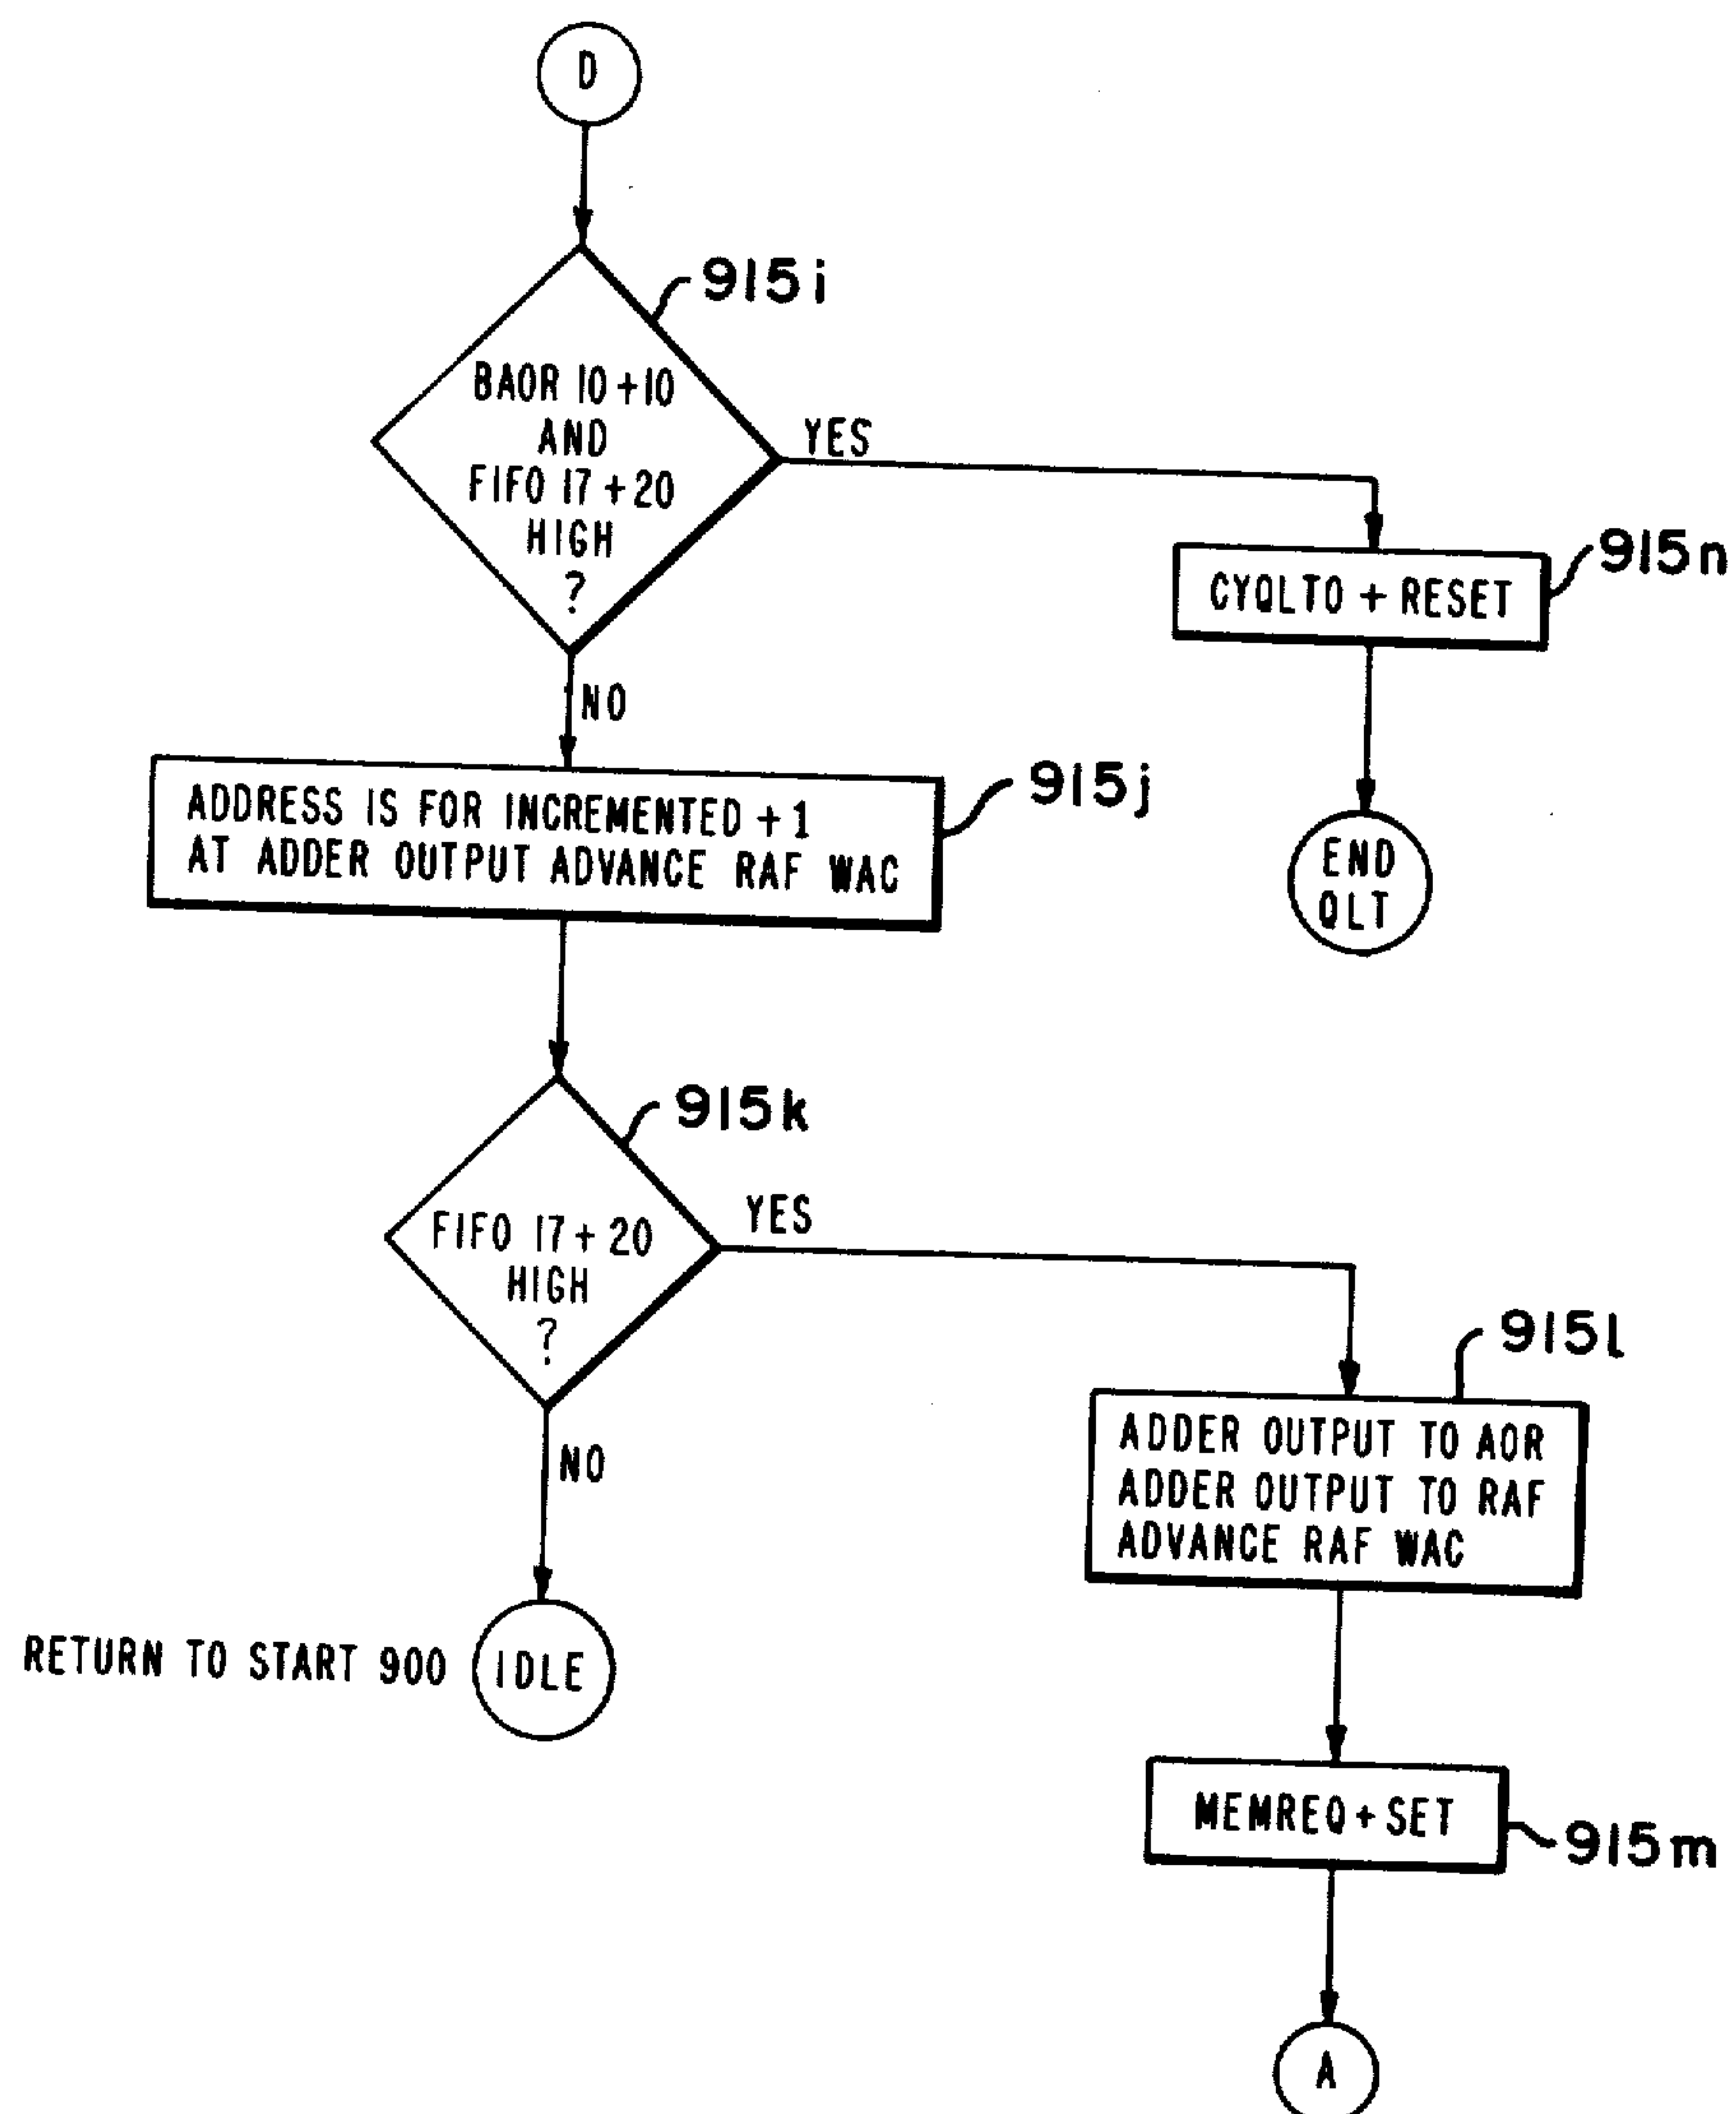 D
915i
BAOR 10+10
AND
FIFO 17+20
HIGH
?
YES
915n
CYQLTO + RESET
NO
915j
ADDRESS IS FOR INCREMENTED +1
AT ADDER OUTPUT ADVANCE RAF WAC
END
QLT
915k
YES
FIFO 17+20
HIGH
?
915l
NO
ADDER OUTPUT TO AOR
ADDER OUTPUT TO RAF
ADVANCE RAF WAC
RETURN TO START 900
IDLE
MEMREQ+SET
915m
A